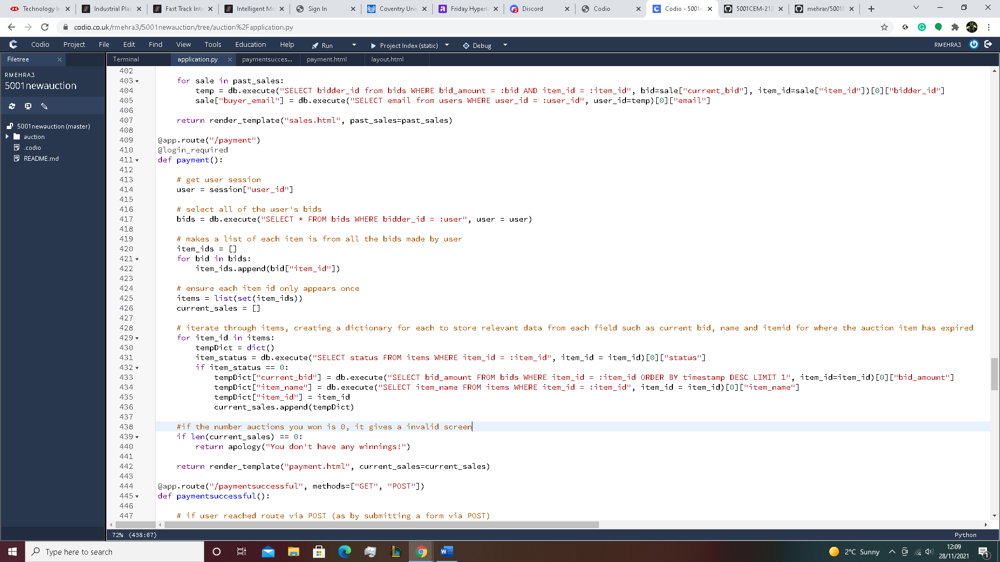 Technology In
Industrial Plac
Fast Track Inte
Intelligent Mo
Sign In
Coventry Univ
Friday Hyperl
Discord
Codio
Codio - 5001n
5001CEM-212
mehrar/5001N
codio.co.uk/rmehra3/5001newauction/tree/auction%2Fapplication.py
Codio Project File Edit Find View Tools Education Help Run Project Index (static) Debug RMEHRA3
Filetree
Terminal application.py paymentsucces... payment.html layout.html
RMEHRA3
5001newauction
5001newauction (master)
auction
.codio
README.md
402
403 for sale in past_sales:
404 temp = db.execute("SELECT bidder_id from bids WHERE bid_amount = :bid AND item_id = :item_id", bid=sale["current_bid"], item_id=sale["item_id"])[0]["bidder_id"]
405 sale["buyer_email"] = db.execute("SELECT email from users WHERE user_id = :user_id", user_id=temp)[0]["email"]
406
407 return render_template("sales.html", past_sales=past_sales)
408
409 @app.route("/payment")
410 @login_required
411 def payment():
412
413 # get user session
414 user = session["user_id"]
415
416 # select all of the user's bids
417 bids = db.execute("SELECT * FROM bids WHERE bidder_id = :user", user = user)
418
419 # makes a list of each item is from all the bids made by user
420 item_ids = []
421 for bid in bids:
422 item_ids.append(bid["item_id"])
423
424 # ensure each item id only appears once
425 items = list(set(item_ids))
426 current_sales = []
427
428 # iterate through items, creating a dictionary for each to store relevant data from each field such as current bid, name and itemid for where the auction item has expired
429 for item_id in items:
430 tempDict = dict()
431 item_status = db.execute("SELECT status FROM items WHERE item_id = :item_id", item_id = item_id)[0]["status"]
432 if item_status == 0:
433 tempDict["current_bid"] = db.execute("SELECT bid_amount FROM bids WHERE item_id = :item_id ORDER BY timestamp DESC LIMIT 1", item_id=item_id)[0]["bid_amount"]
434 tempDict["item_name"] = db.execute("SELECT item_name FROM items WHERE item_id = :item_id", item_id = item_id)[0]["item_name"]
435 tempDict["item_id"] = item_id
436 current_sales.append(tempDict)
437
438 #if the number auctions you won is 0, it gives a invalid screen
439 if len(current_sales) == 0:
440 return apology("You don't have any winnings!")
441
442 return render_template("payment.html", current_sales=current_sales)
443
444 @app.route("/paymentsuccessful", methods=["GET", "POST"])
445 def paymentsuccessful():
446
447 # if user reached route via POST (as by submitting a form via POST)
72% (438:67)
Python
Type here to search
2°C Sunny
12:09
28/11/2021
1